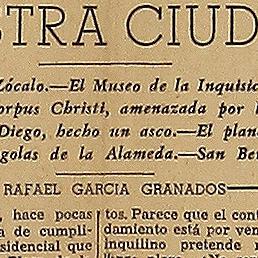 STRA CIUD
Zócalo.—El Museo de la Inquisic
orpus Christi, amenazada por l
Diego, hecho un asco.—El plan
golas de la Alameda.—San Be
RAFAEL GARCIA GRANADOS
, hace pocas
a de cumpli-
sidencial que
tos. Parece que el cont
damiento está por ven
inquilino pretende